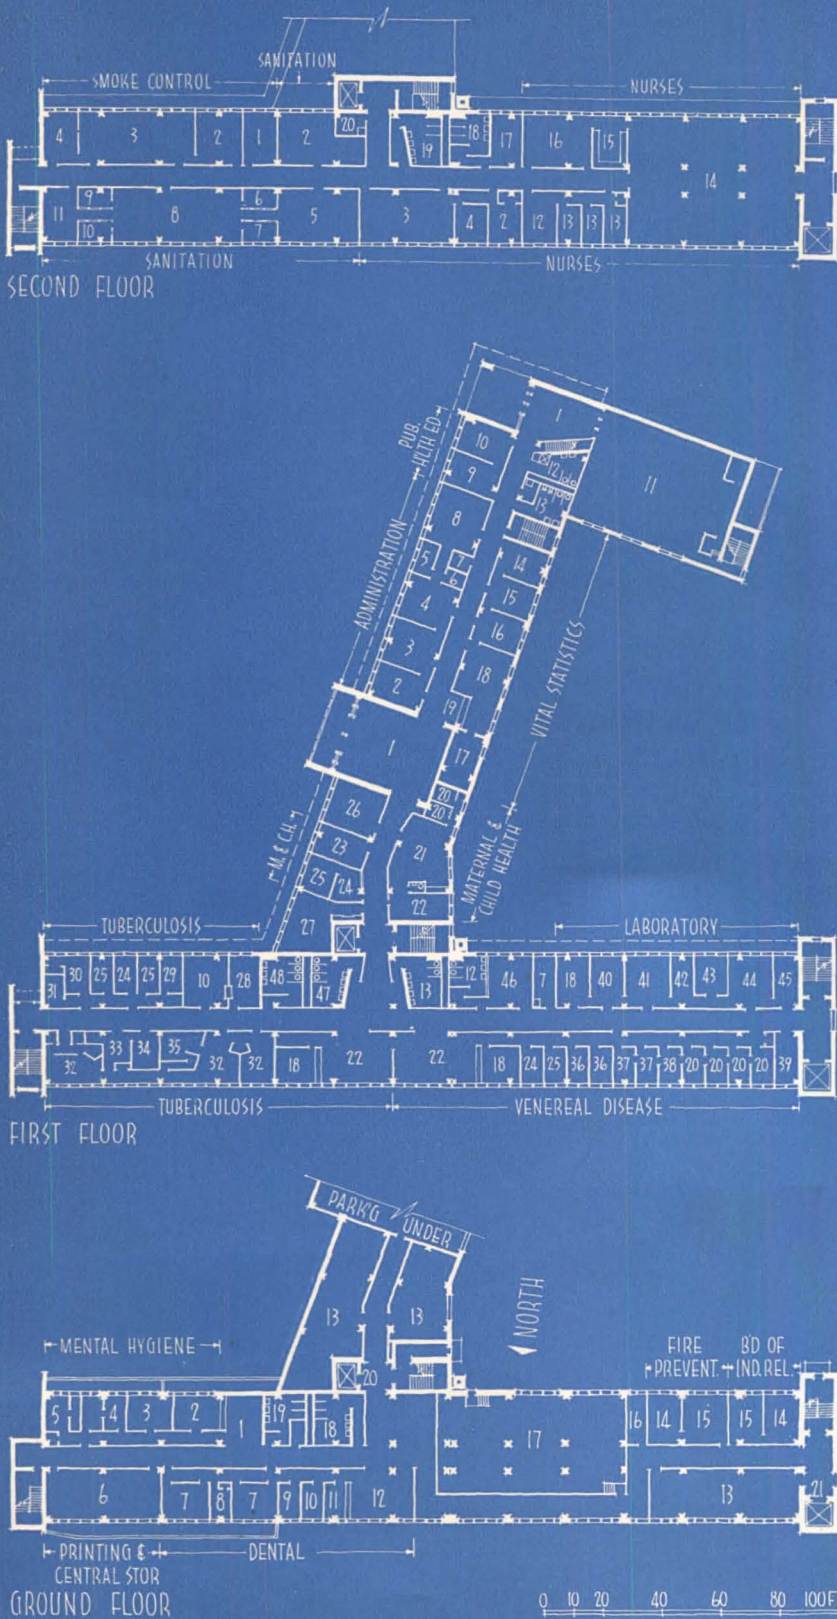 SANITATION
SMOKE CONTROL
NURSES
4 3 2 1 2 20 19 18 17 16 15
14
11 9 10 8 6 7 5 3 4 2 12 13 13 13
SANITATION
NURSES
SECOND FLOOR
PUB.
HLTH ED.
ADMINISTRATION
10
9
8
5
7
6
4
3
2
1
12
13
11
14
15
16
18
19
17
20
20
1
VITAL STATISTICS
M. & C.H.
26
23
25 24
27
21
22
MATERNAL &
CHILD HEALTH
TUBERCULOSIS
LABORATORY
31 30 25 24 25 29 10 28 48 47 13 12 46 7 18 40 41 42 43 44 45
32 33 34 35 32 32 18 22 22 18 24 25 36 36 37 37 38 20 20 20 20 39
TUBERCULOSIS
VENEREAL DISEASE
FIRST FLOOR
PARK'G UNDER
13 13
NORTH
MENTAL HYGIENE
FIRE
PREVENT.
B'D OF
IND. REL.
20
5 4 3 2 1 19 18 17 16 14 15 15 14
6 7 8 7 9 10 11 12 13 21
PRINTING &
CENTRAL STOR
DENTAL
GROUND FLOOR
0 10 20 40 60 80 100 F